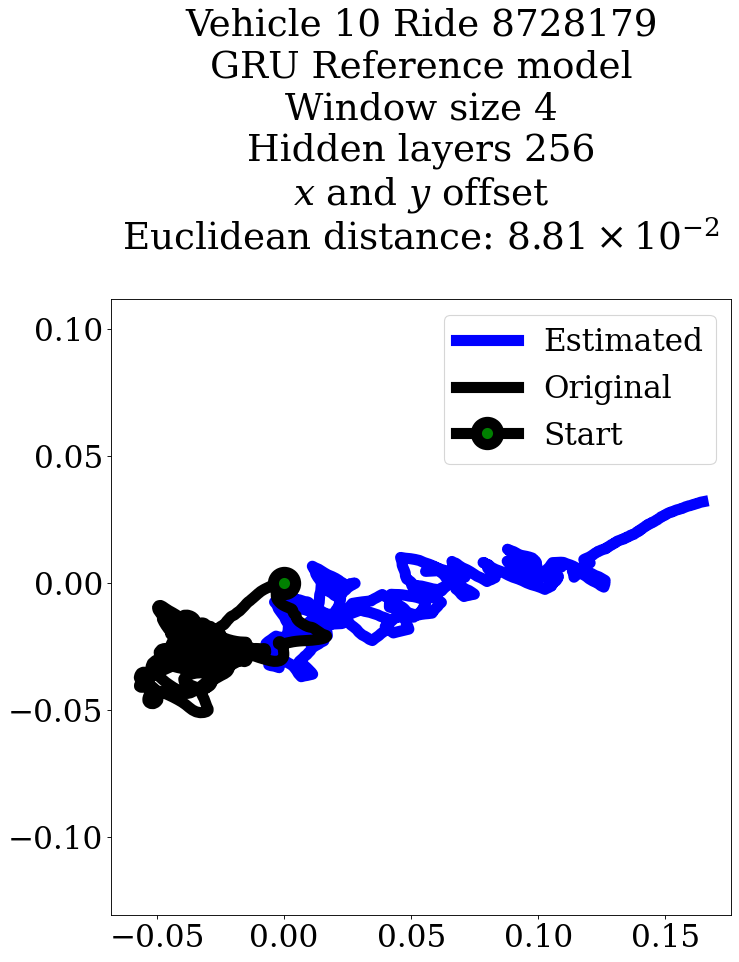 Vehicle 10 Ride 8728179
GRU Reference model
Window size 4
Hidden layers 256
x and y offset
Euclidean distance: 8.81 × 10⁻²
Estimated
Original
Start
0.10
0.05
0.00
−0.05
−0.10
−0.05 0.00 0.05 0.10 0.15